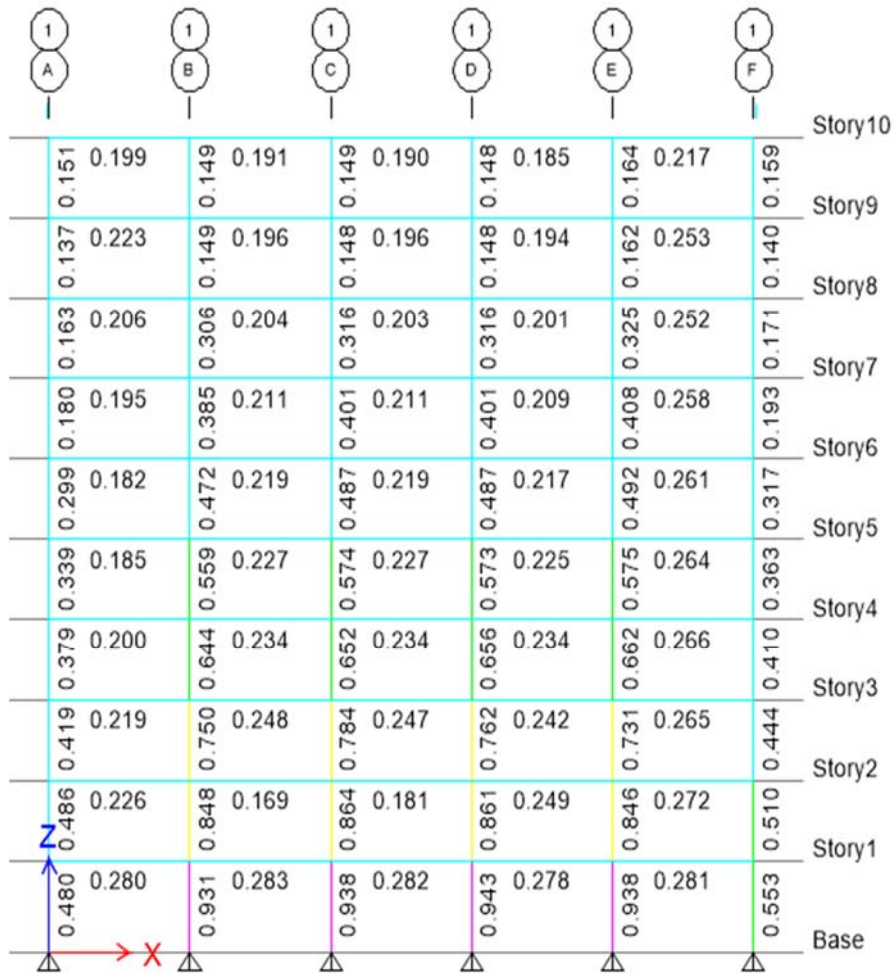 1 1 1 1 1 1
A B C D E F
Story10
0.151 0.199 0.149 0.191 0.149 0.190 0.148 0.185 0.164 0.217 0.159
Story9
0.137 0.223 0.149 0.196 0.148 0.196 0.148 0.194 0.162 0.253 0.140
Story8
0.163 0.206 0.306 0.204 0.316 0.203 0.316 0.201 0.325 0.252 0.171
Story7
0.180 0.195 0.385 0.211 0.401 0.211 0.401 0.209 0.408 0.258 0.193
Story6
0.299 0.182 0.472 0.219 0.487 0.219 0.487 0.217 0.492 0.261 0.317
Story5
0.339 0.185 0.559 0.227 0.574 0.227 0.573 0.225 0.575 0.264 0.363
Story4
0.379 0.200 0.644 0.234 0.652 0.234 0.656 0.234 0.662 0.266 0.410
Story3
0.419 0.219 0.750 0.248 0.784 0.247 0.762 0.242 0.731 0.265 0.444
Story2
0.486 0.226 0.848 0.169 0.864 0.181 0.861 0.249 0.846 0.272 0.510
Z
Story1
0.480 0.280 0.931 0.283 0.938 0.282 0.943 0.278 0.938 0.281 0.553
Base
X